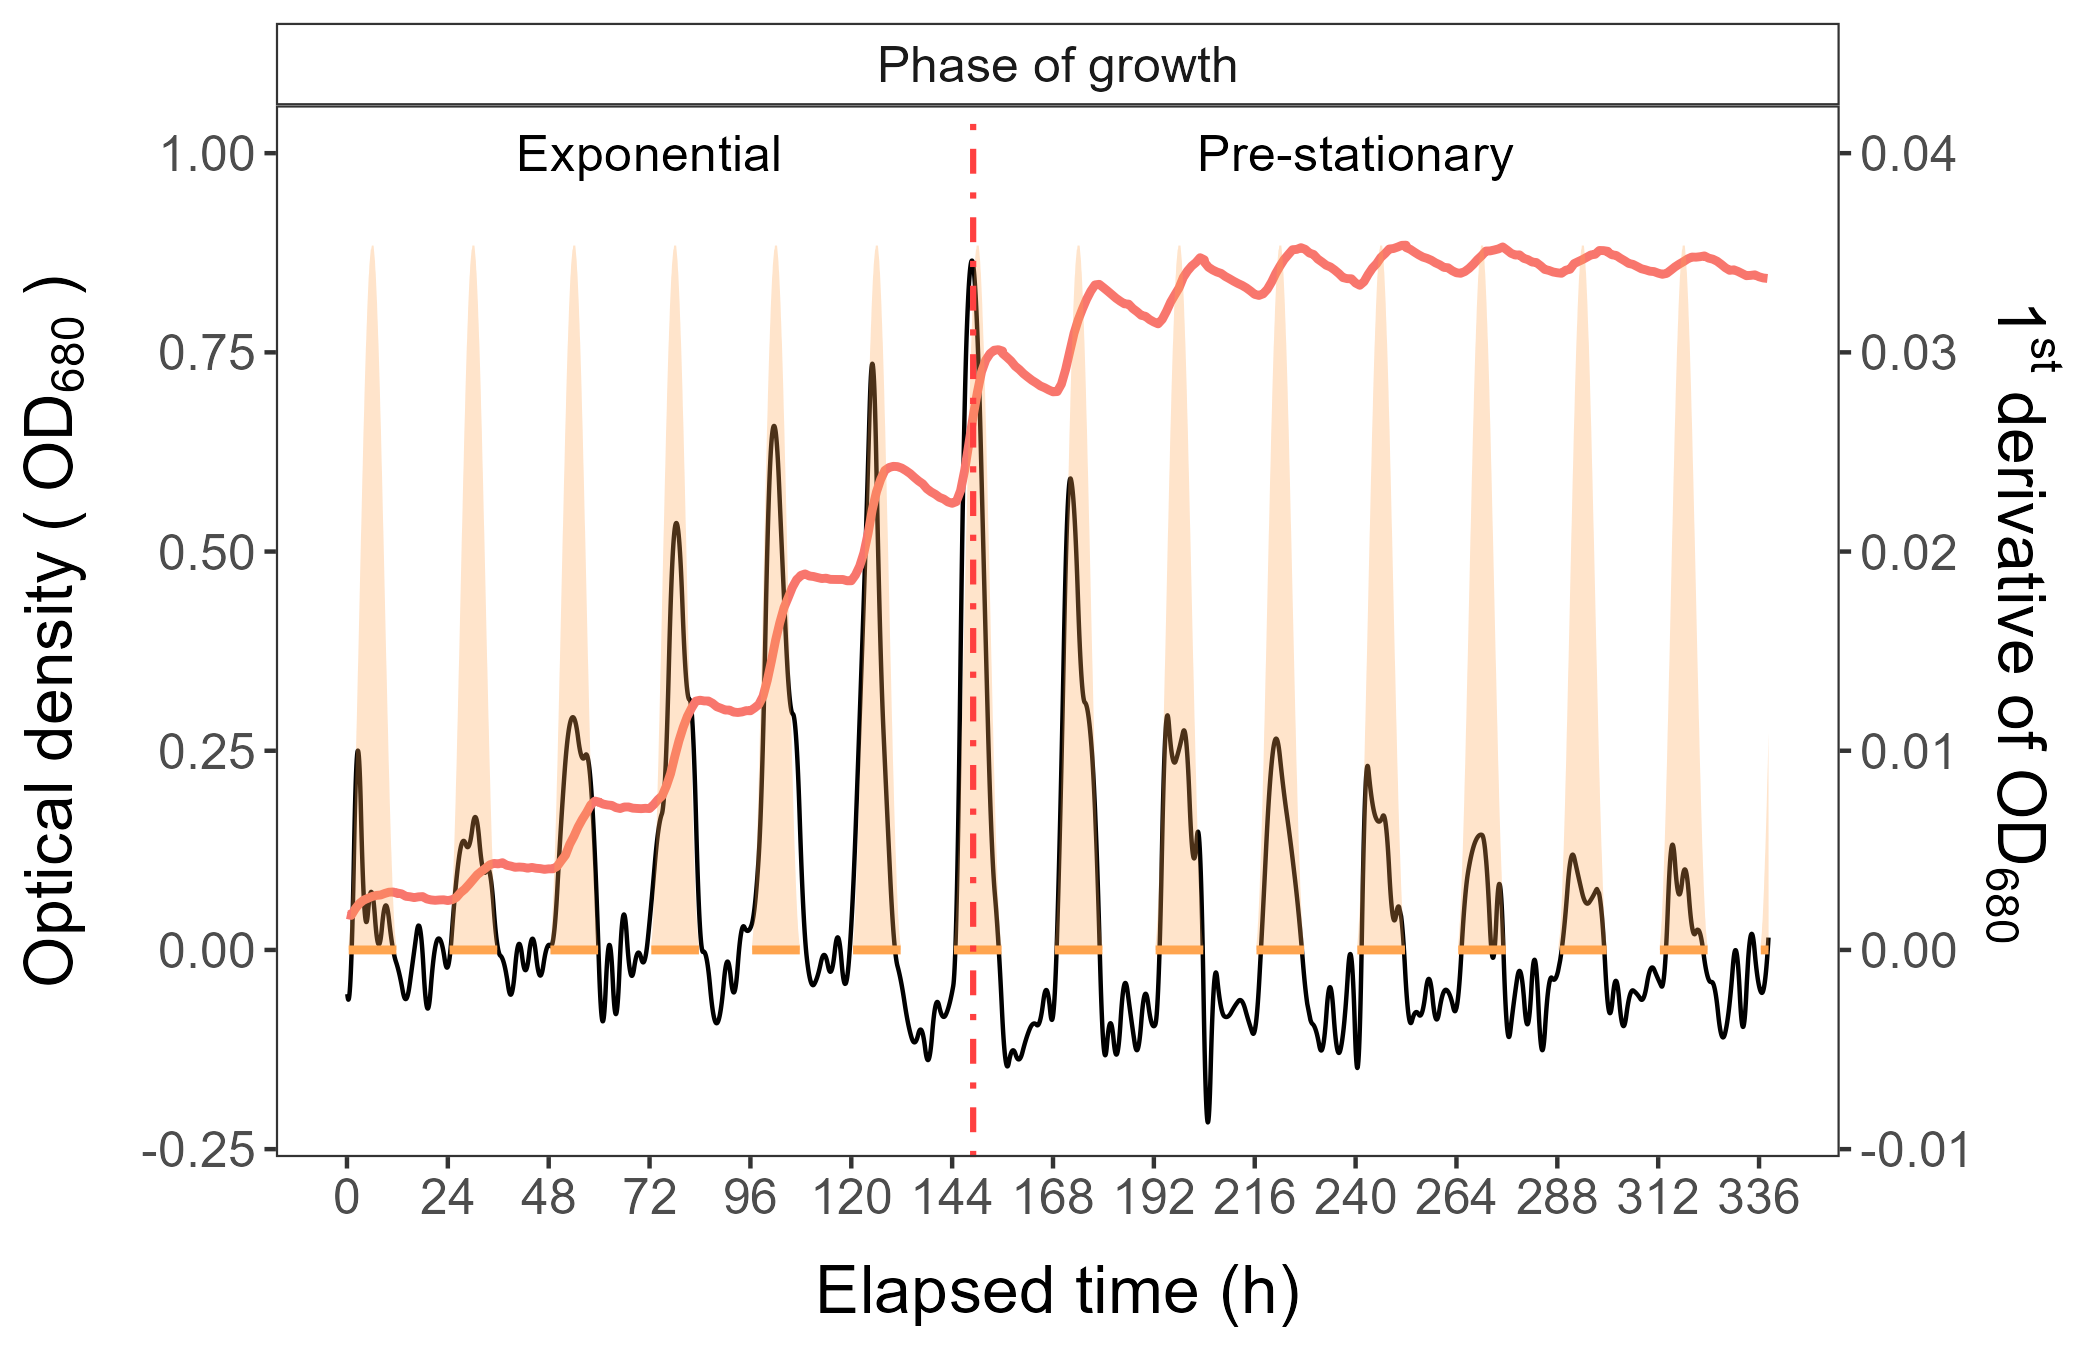 Phase of growth
Exponential
Pre-stationary
1.00
0.75
0.50
0.25
0.00
-0.25
Optical density ( OD680 )
0.04
0.03
0.02
0.01
0.00
-0.01
1st derivative of OD680
0 24 48 72 96 120 144 168 192 216 240 264 288 312 336
Elapsed time (h)